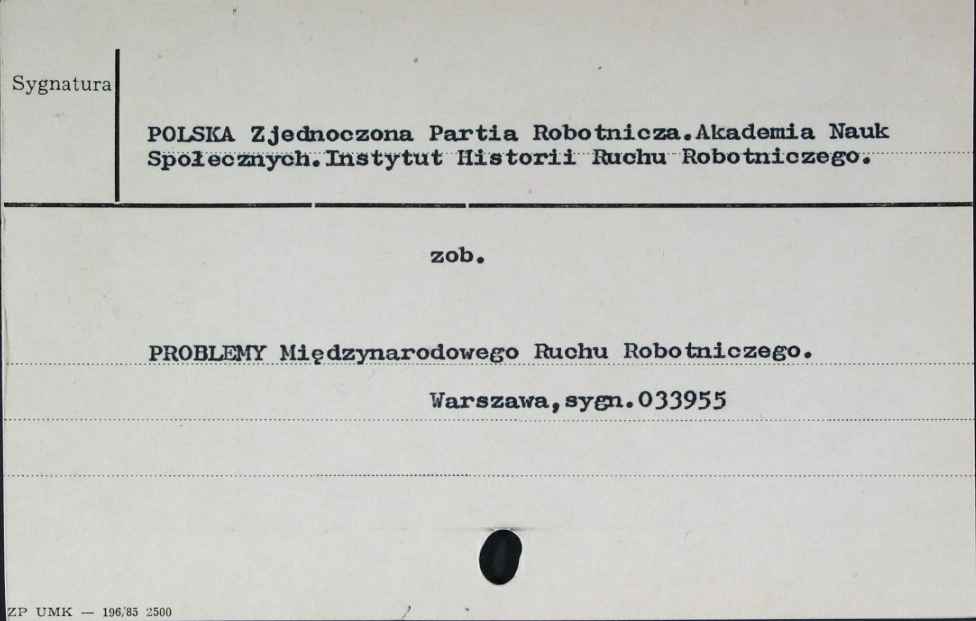 Sygnatura
POLSKA Zjednoczona Partia Robotnicza.Akademia Nauk
Społecznych.Instytut Historii Ruchu Robotniczego.
zob.
PROBLEMY Międzynarodowego Ruchu Robotniczego.
Warszawa,sygn.033955
ZP UMK — 196/85 2500